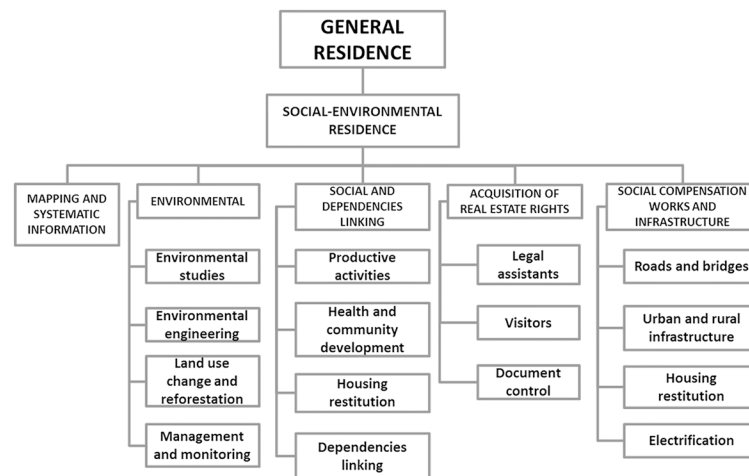 GENERAL
RESIDENCE
SOCIAL-ENVIRONMENTAL
RESIDENCE
MAPPING AND
SYSTEMATIC
INFORMATION
ENVIRONMENTAL
Environmental
studies
Environmental
engineering
Land use
change and
reforestation
Management
and monitoring
SOCIAL AND
DEPENDENCIES
LINKING
Productive
activities
Health and
community
development
Housing
restitution
Dependencies
linking
ACQUISITION OF
REAL ESTATE RIGHTS
Legal
assistants
Visitors
Document
control
SOCIAL COMPENSATION
WORKS AND
INFRASTRUCTURE
Roads and bridges
Urban and rural
infrastructure
Housing
restitution
Electrification